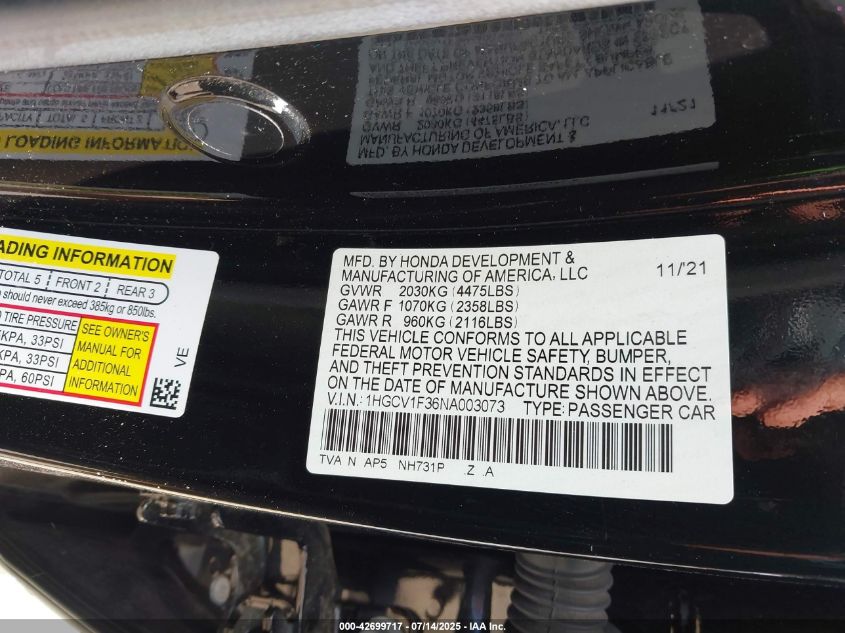 MFD. BY HONDA DEVELOPMENT &
MANUFACTURING OF AMERICA, LLC 11/'21
GVWR 2030KG (4475LBS)
GAWR F 1070KG (2358LBS)
GAWR R 960KG (2116LBS)
THIS VEHICLE CONFORMS TO ALL APPLICABLE
FEDERAL MOTOR VEHICLE SAFETY, BUMPER,
AND THEFT PREVENTION STANDARDS IN EFFECT
ON THE DATE OF MANUFACTURE SHOWN ABOVE.
V.I.N.: 1HGCV1F36NA003073 TYPE: PASSENGER CAR
TVA N AP5 NH731P .Z .A
ADING INFORMATION
TOTAL 5 FRONT 2 REAR 3
should never exceed 385kg or 850lbs.
TIRE PRESSURE
KPA, 33PSI
KPA, 33PSI
PA, 60PSI
SEE OWNER'S
MANUAL FOR
ADDITIONAL
INFORMATION
VE
000-42699717 - 07/14/2025 - IAA Inc.